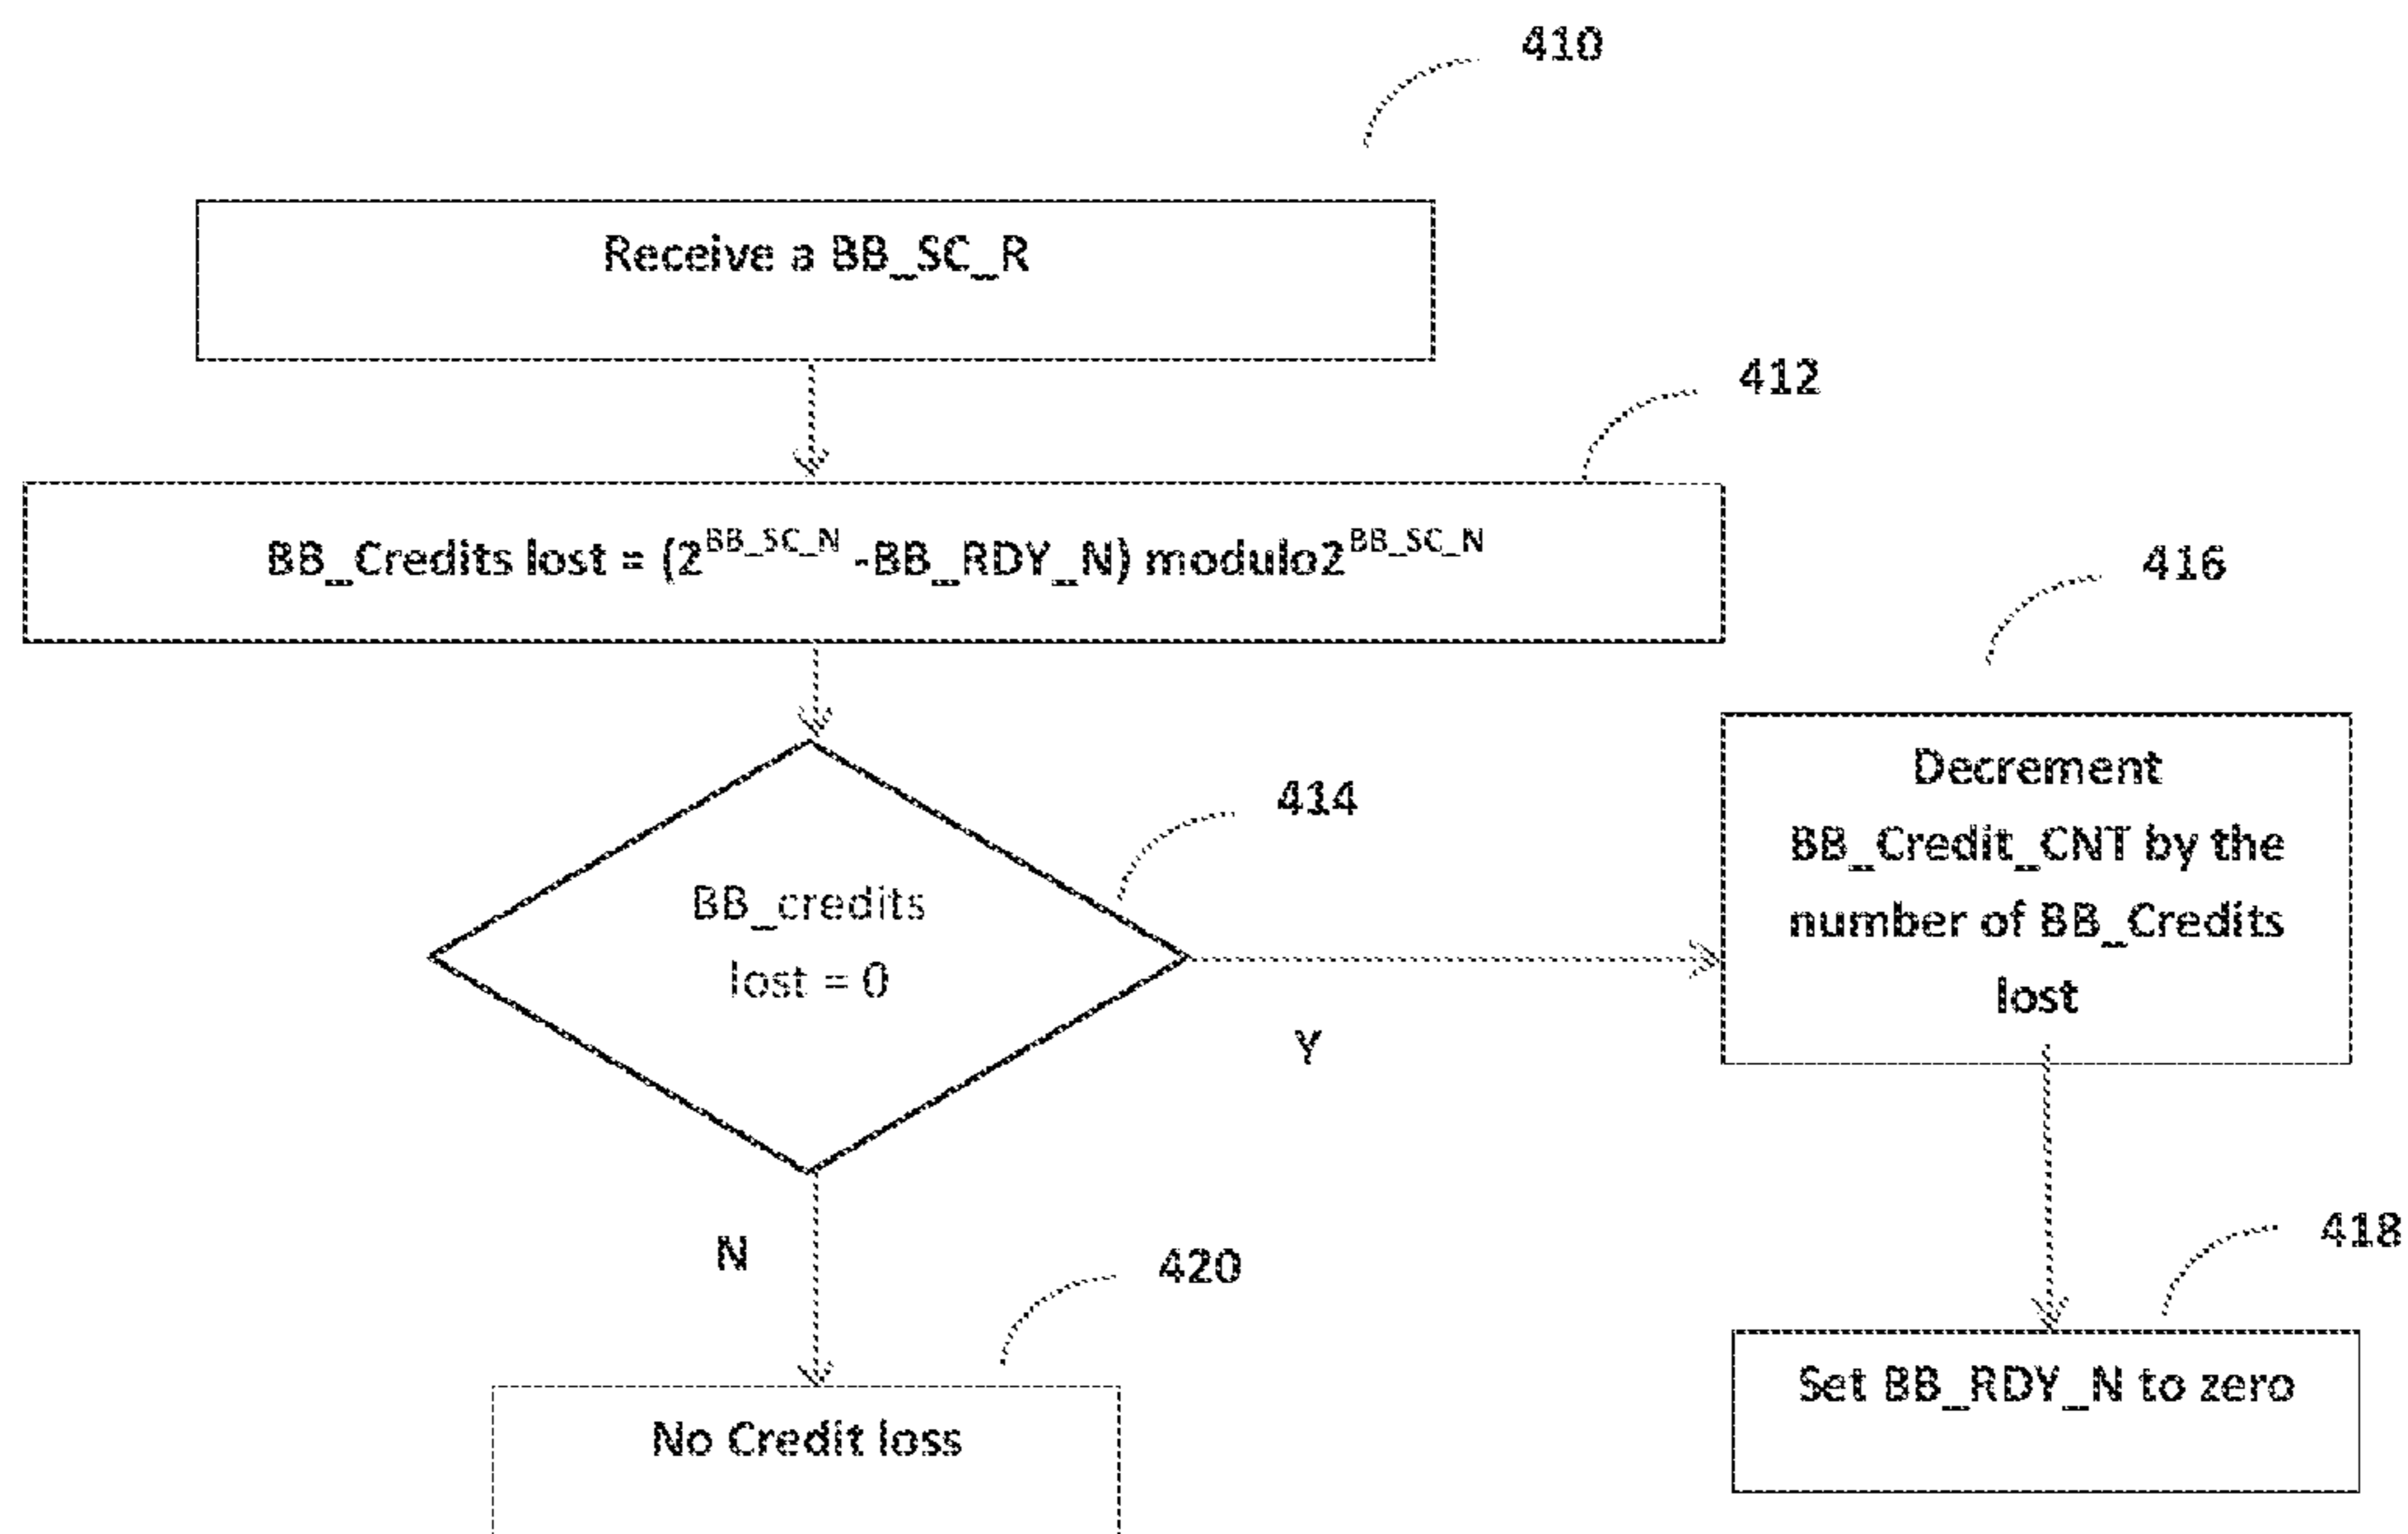 410
Receive a BB_SC_R
412
BB_Credits lost = (2^BB_SC_N -BB_RDY_N) modulo2^BB_SC_N
416
Decrement
BB_Credit_CNT by the
number of BB_Credits
lost
414
BB_credits
lost = 0
Y
N
418
Set BB_RDY_N to zero
420
No Credit loss